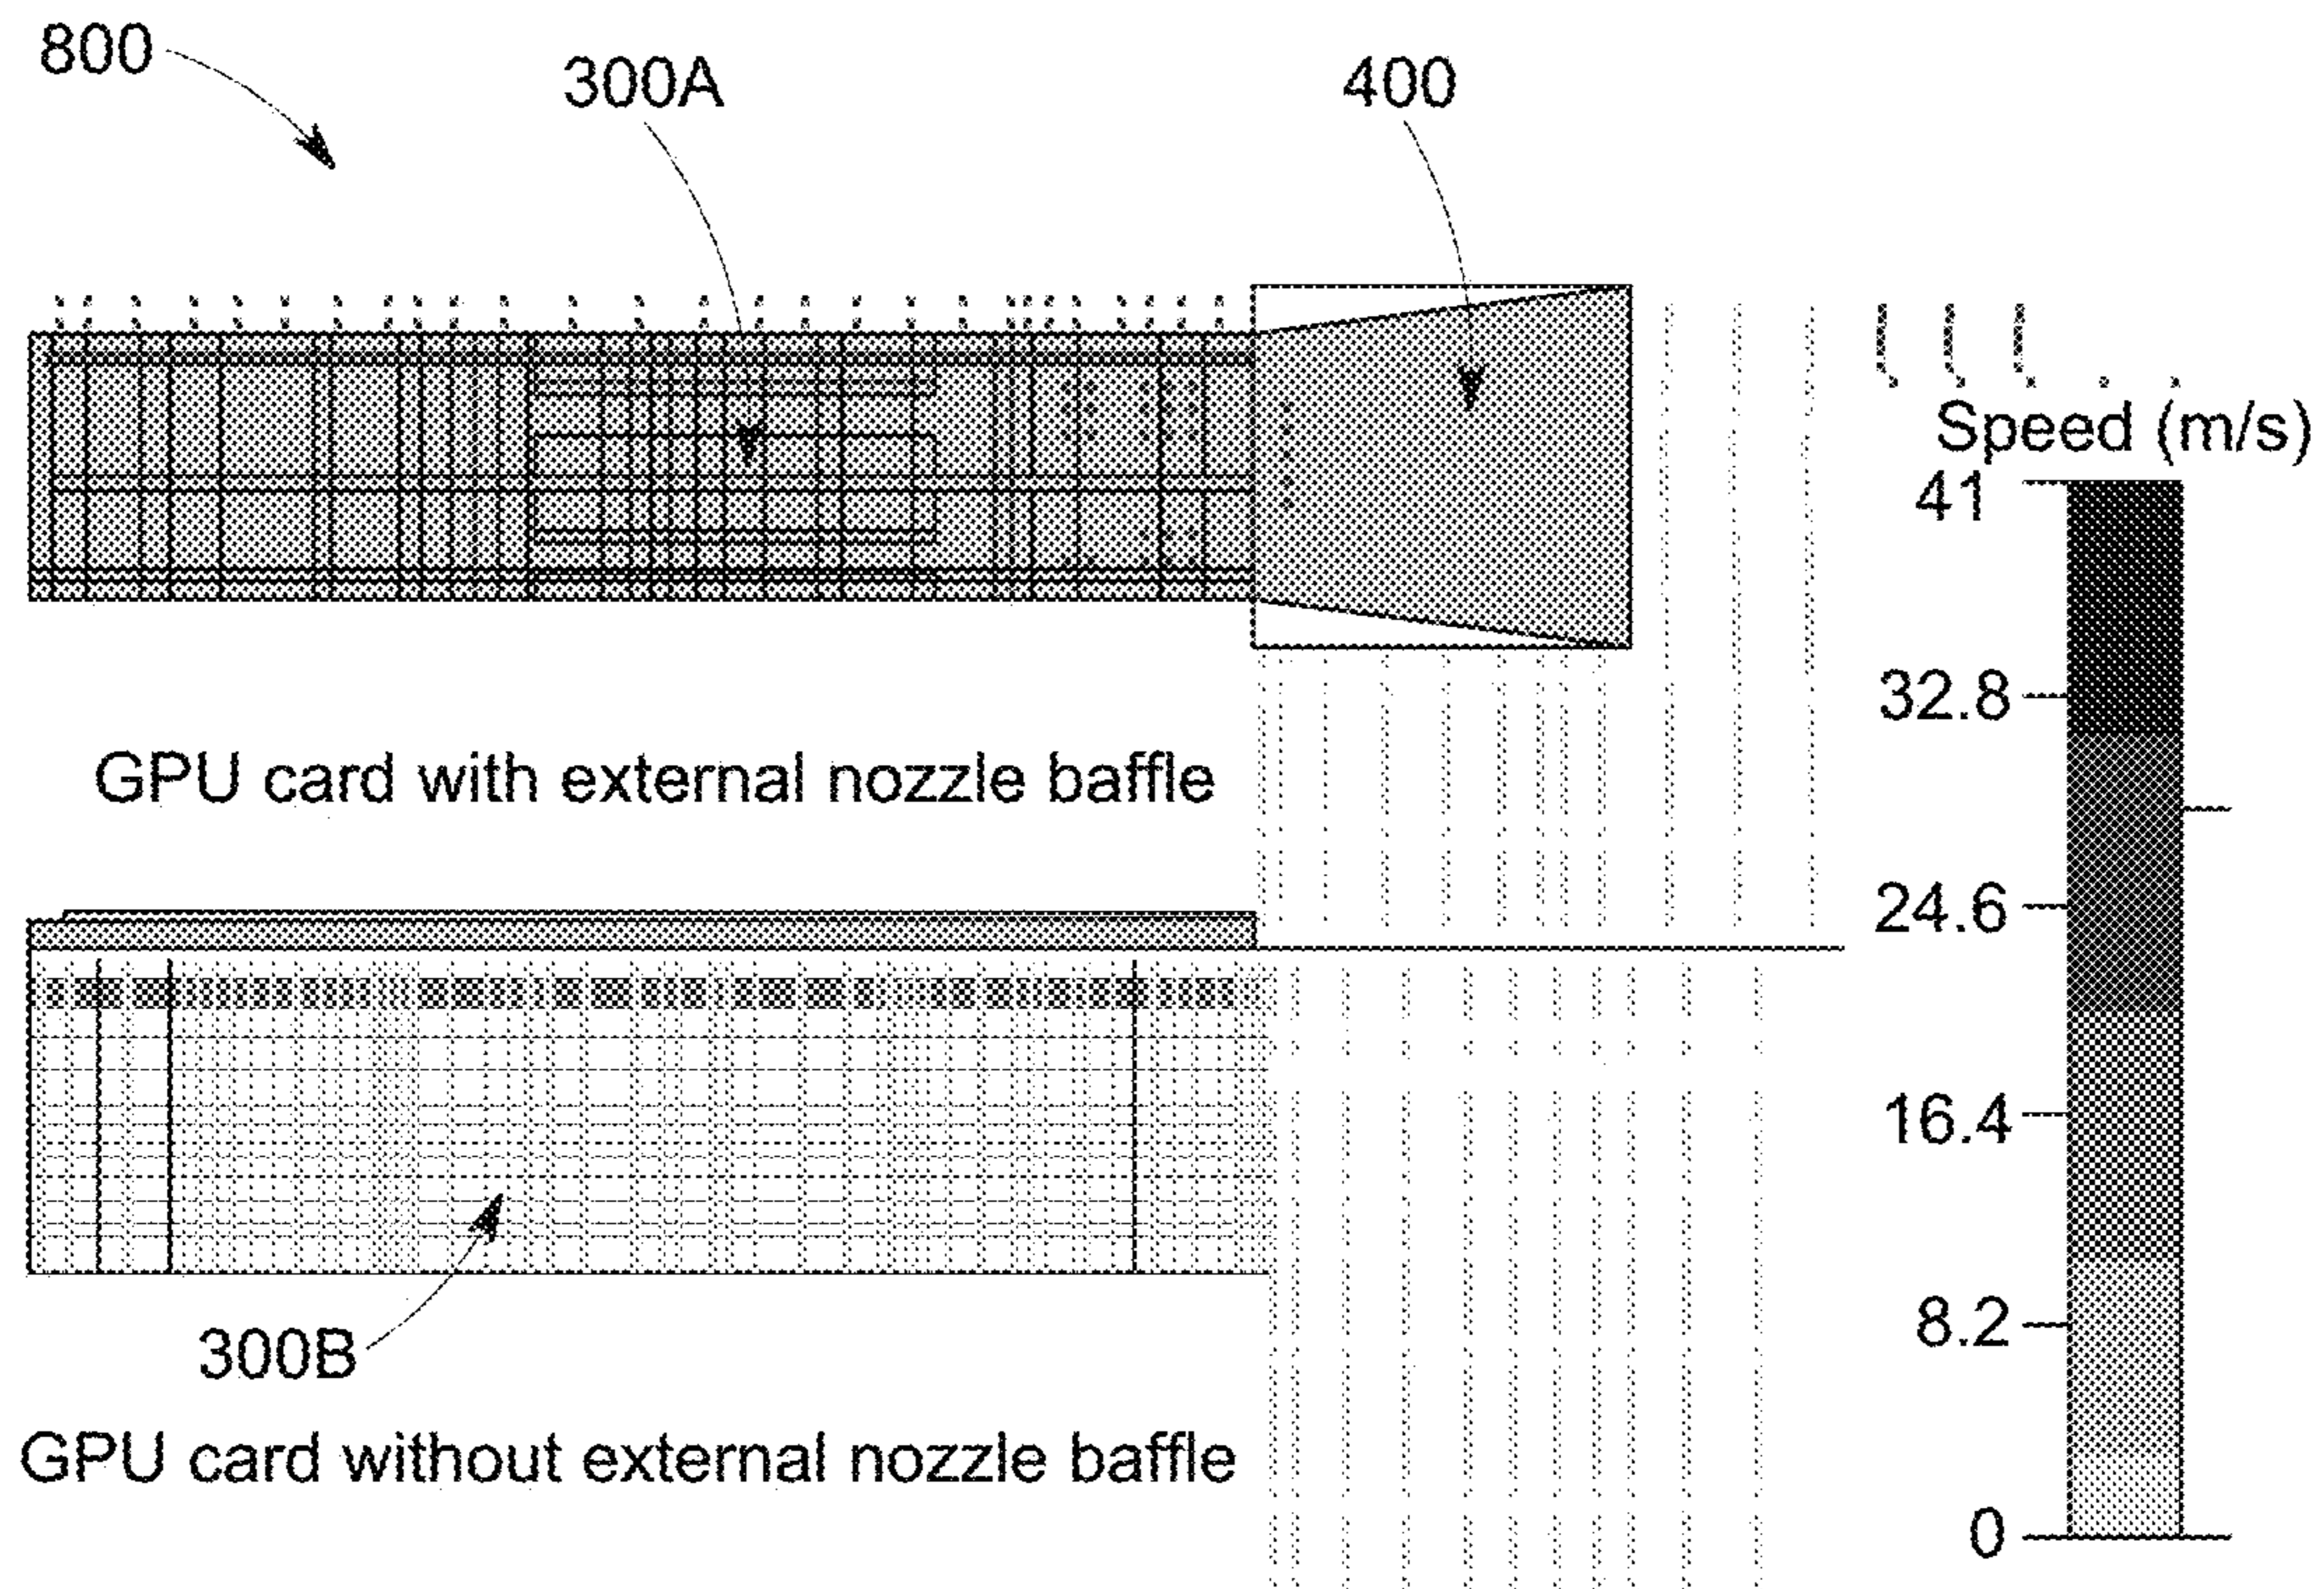 800
300A
400
Speed (m/s)
41
32.8
GPU card with external nozzle baffle
24.6
16.4
8.2
300B
GPU card without external nozzle baffle
0